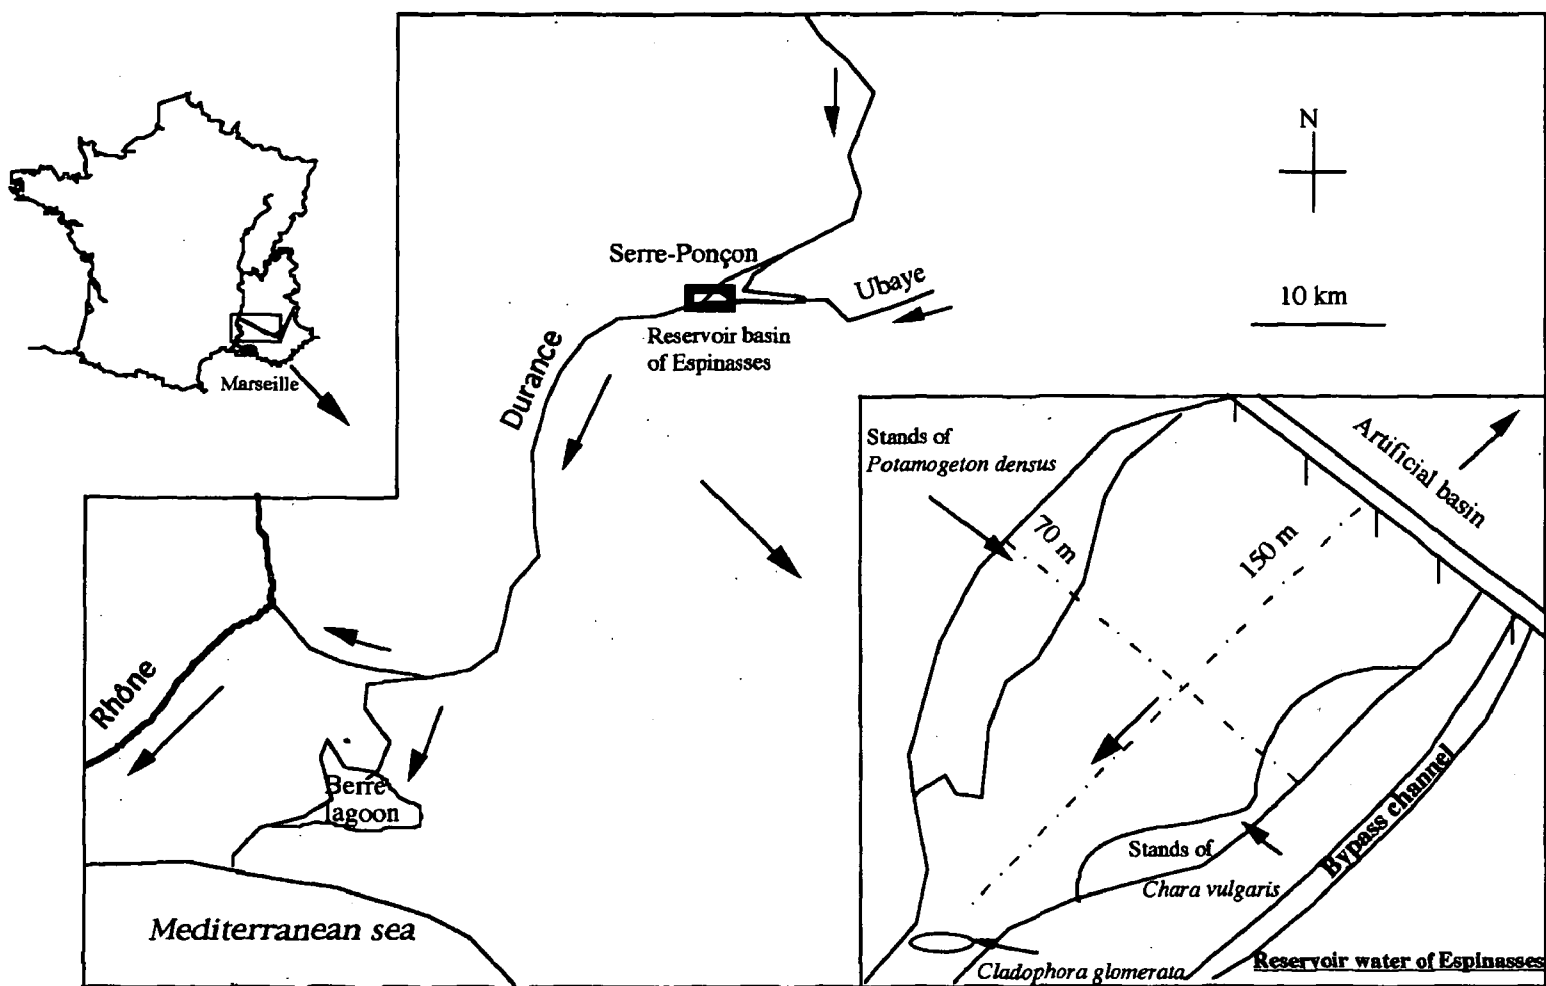 N
10 km
Serre-Ponçon
Ubaye
Reservoir basin
of Espinasses
Durance
Marseille
Rhône
Berre
lagoon
Mediterranean sea
Stands of
Potamogeton densus
70 m
150 m
Artificial basin
Stands of
Chara vulgaris
Bypass channel
Cladophora glomerata
Reservoir water of Espinasses